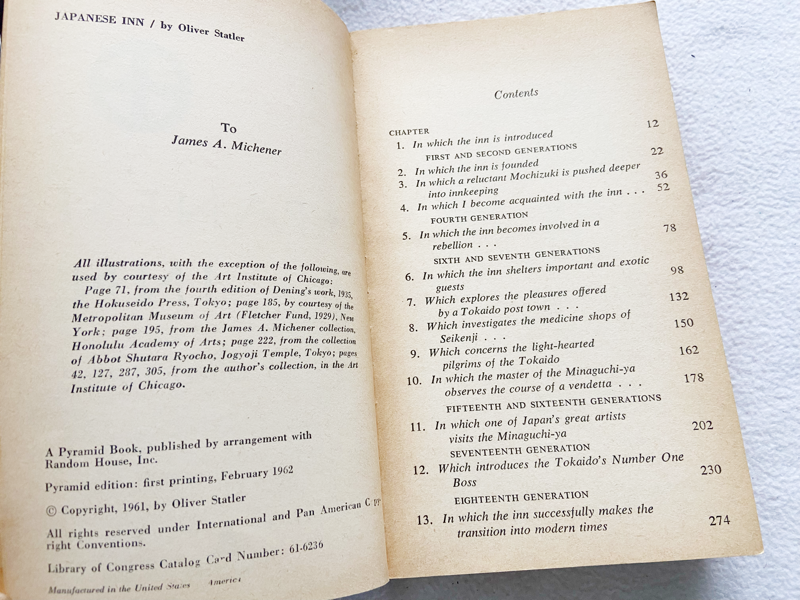 JAPANESE INN / by Oliver Statler
To
James A. Michener
All illustrations, with the exception of the following, are
used by courtesy of the Art Institute of Chicago:
Page 71, from the fourth edition of Dening's work, 1935,
the Hokuseido Press, Tokyo; page 185, by courtesy of the
Metropolitan Museum of Art (Fletcher Fund, 1929), New
York; page 195, from the James A. Michener collection,
Honolulu Academy of Arts; page 222, from the collection
of Abbot Shutara Ryocho, Jogyoji Temple, Tokyo; pages
42, 127, 287, 305, from the author's collection, in the Art
Institute of Chicago.
A Pyramid Book, published by arrangement with
Random House, Inc.
Pyramid edition: first printing, February 1962
© Copyright, 1961, by Oliver Statler
All rights reserved under International and Pan American C py
right Conventions.
Library of Congress Catalog Card Number: 61-6236
Manufactured in the United States America
Contents
CHAPTER
1. In which the inn is introduced 12
FIRST AND SECOND GENERATIONS
2. In which the inn is founded 22
3. In which a reluctant Mochizuki is pushed deeper
into innkeeping 36
4. In which I become acquainted with the inn . . . 52
FOURTH GENERATION
5. In which the inn becomes involved in a
rebellion . . . 78
SIXTH AND SEVENTH GENERATIONS
6. In which the inn shelters important and exotic
guests 98
7. Which explores the pleasures offered
by a Tokaido post town . . . 132
8. Which investigates the medicine shops of
Seikenji . . . 150
9. Which concerns the light-hearted
pilgrims of the Tokaido 162
10. In which the master of the Minaguchi-ya
observes the course of a vendetta . . . 178
FIFTEENTH AND SIXTEENTH GENERATIONS
11. In which one of Japan's great artists
visits the Minaguchi-ya 202
SEVENTEENTH GENERATION
12. Which introduces the Tokaido's Number One
Boss 230
EIGHTEENTH GENERATION
13. In which the inn successfully makes the
transition into modern times 274